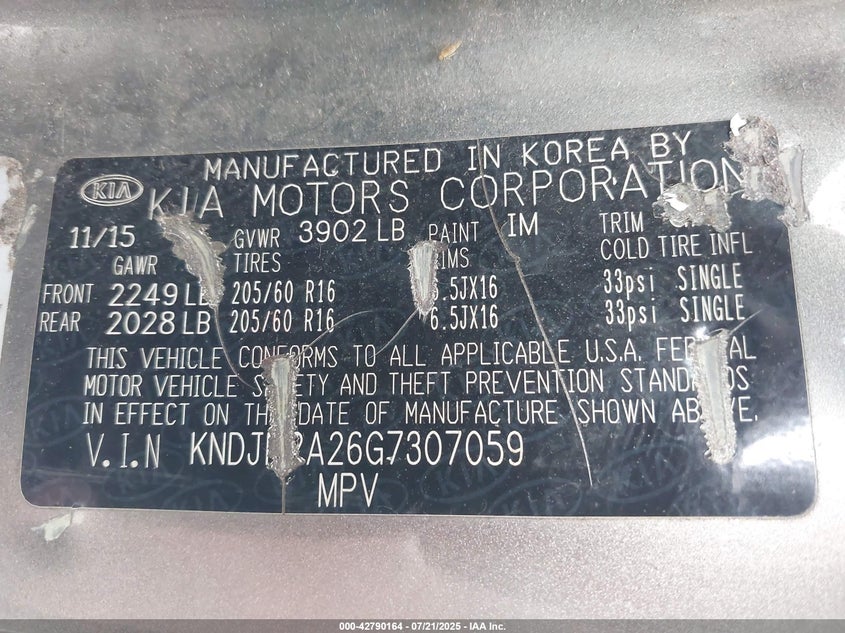 MANUFACTURED IN KOREA BY
KIA KIA MOTORS CORPORATION
11/15 GVWR 3902 LB PAINT IM TRIM
GAWR TIRES COLD TIRE INFL
FRONT 2249 LB 205/60 R16 6.5JX16 33psi SINGLE
REAR 2028 LB 205/60 R16 6.5JX16 33psi SINGLE
THIS VEHICLE CONFORMS TO ALL APPLICABLE U.S.A. FEDERAL
MOTOR VEHICLE SAFETY AND THEFT PREVENTION STANDARDS
IN EFFECT ON THE DATE OF MANUFACTURE SHOWN ABOVE.
V.I.N
MPV
000-42790164 - 07/21/2025 - IAA Inc.